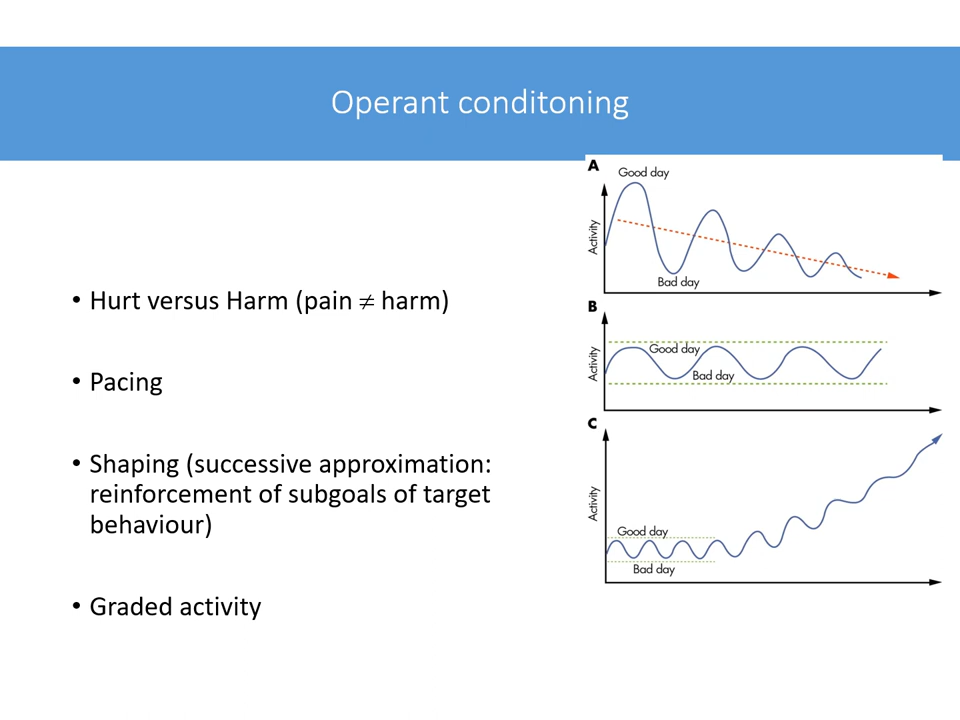 Operant conditoning
• Hurt versus Harm (pain ≠ harm)
• Pacing
• Shaping (successive approximation:
reinforcement of subgoals of target
behaviour)
• Graded activity
A
Good day
Activity
Bad day
B
Activity
Good day
Bad day
C
Activity
Good day
Bad day